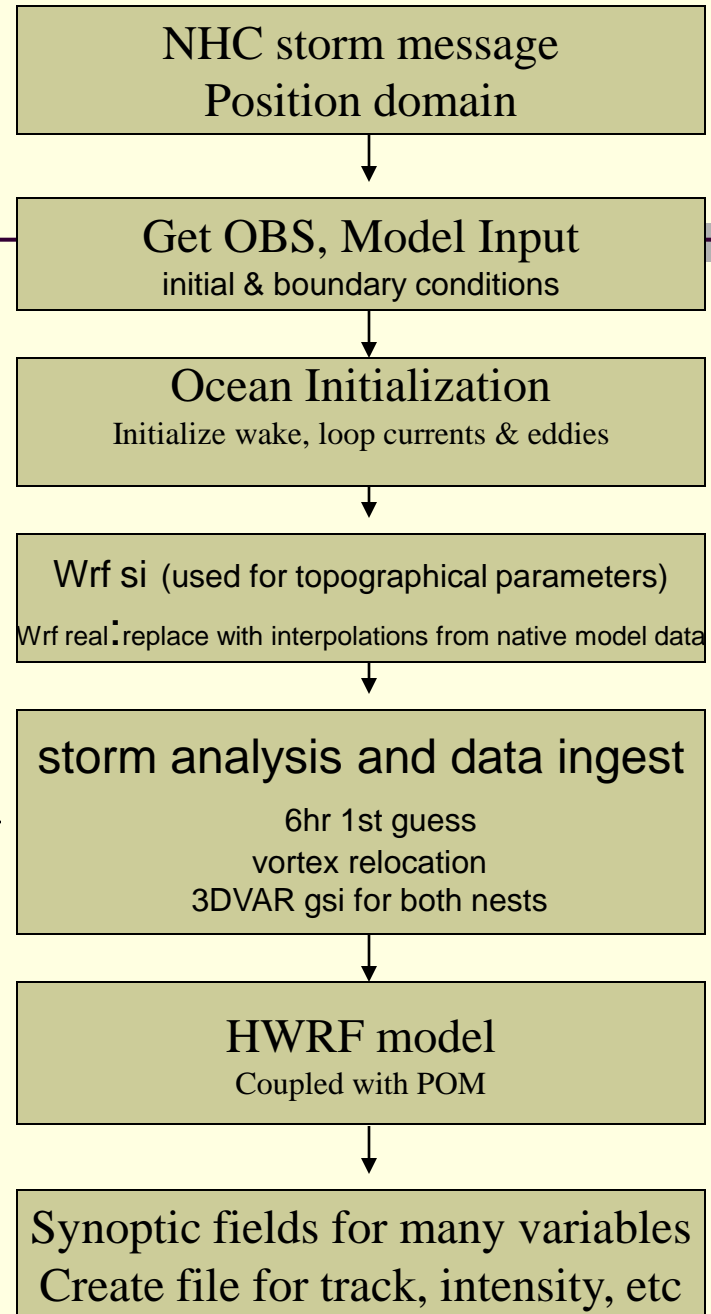 NHC storm message
Position domain
Get OBS, Model Input
initial & boundary conditions
Ocean Initialization
Initialize wake, loop currents & eddies
Wrf si (used for topographical parameters)
Wrf real:replace with interpolations from native model data
storm analysis and data ingest
6hr 1st guess
vortex relocation
3DVAR gsi for both nests
HWRF model
Coupled with POM
Synoptic fields for many variables
Create file for track, intensity, etc